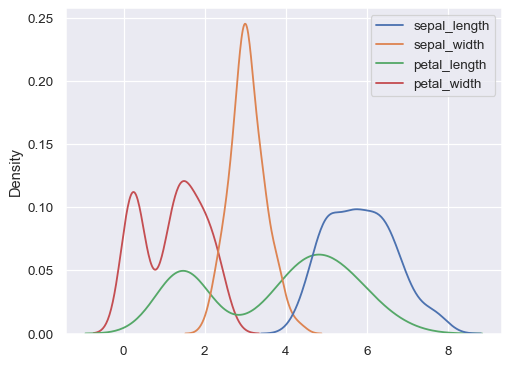 0.25
0.20
0.15
0.10
0.05
0.00
Density
0 2 4 6 8
sepal_length
sepal_width
petal_length
petal_width